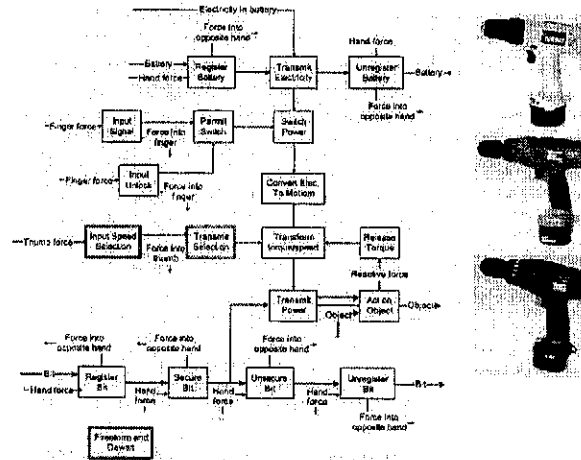 Electricity in battery
Force into
opposite hand
Hand force
Battery
Hand force
Register
Battery
Transmit
Electricity
Unregister
Battery
Battery
Force into
opposite hand
Finger force
Input
Signal
Force into
finger
Permit
Switch
Switch
Power
Finger force
Input
Unlock
Force into
finger
Convert Elec.
To Motion
Thumb force
Input Speed
Selection
Force into
thumb
Transmit
Selection
Transform
torque/speed
Release
Torque
Resistive force
Transmit
Power
Object
Act on
Object
Object
Force into
opposite hand
Force into
opposite hand
Force into
opposite hand
Bit
Hand force
Register
Bit
Hand
force
Secure
Bit
Hand
force
Unsecure
Bit
Hand
force
Unregister
Bit
Bit
Force into
opposite hand
Firestorm and
Dewalt